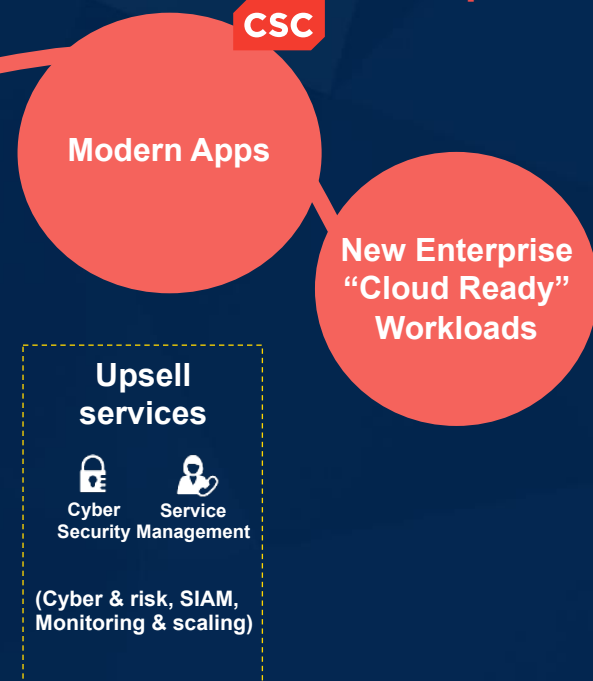 CSC
Modern Apps
New Enterprise
“Cloud Ready”
Workloads
Upsell
services
Cyber
Security
Service
Management
(Cyber & risk, SIAM,
Monitoring & scaling)